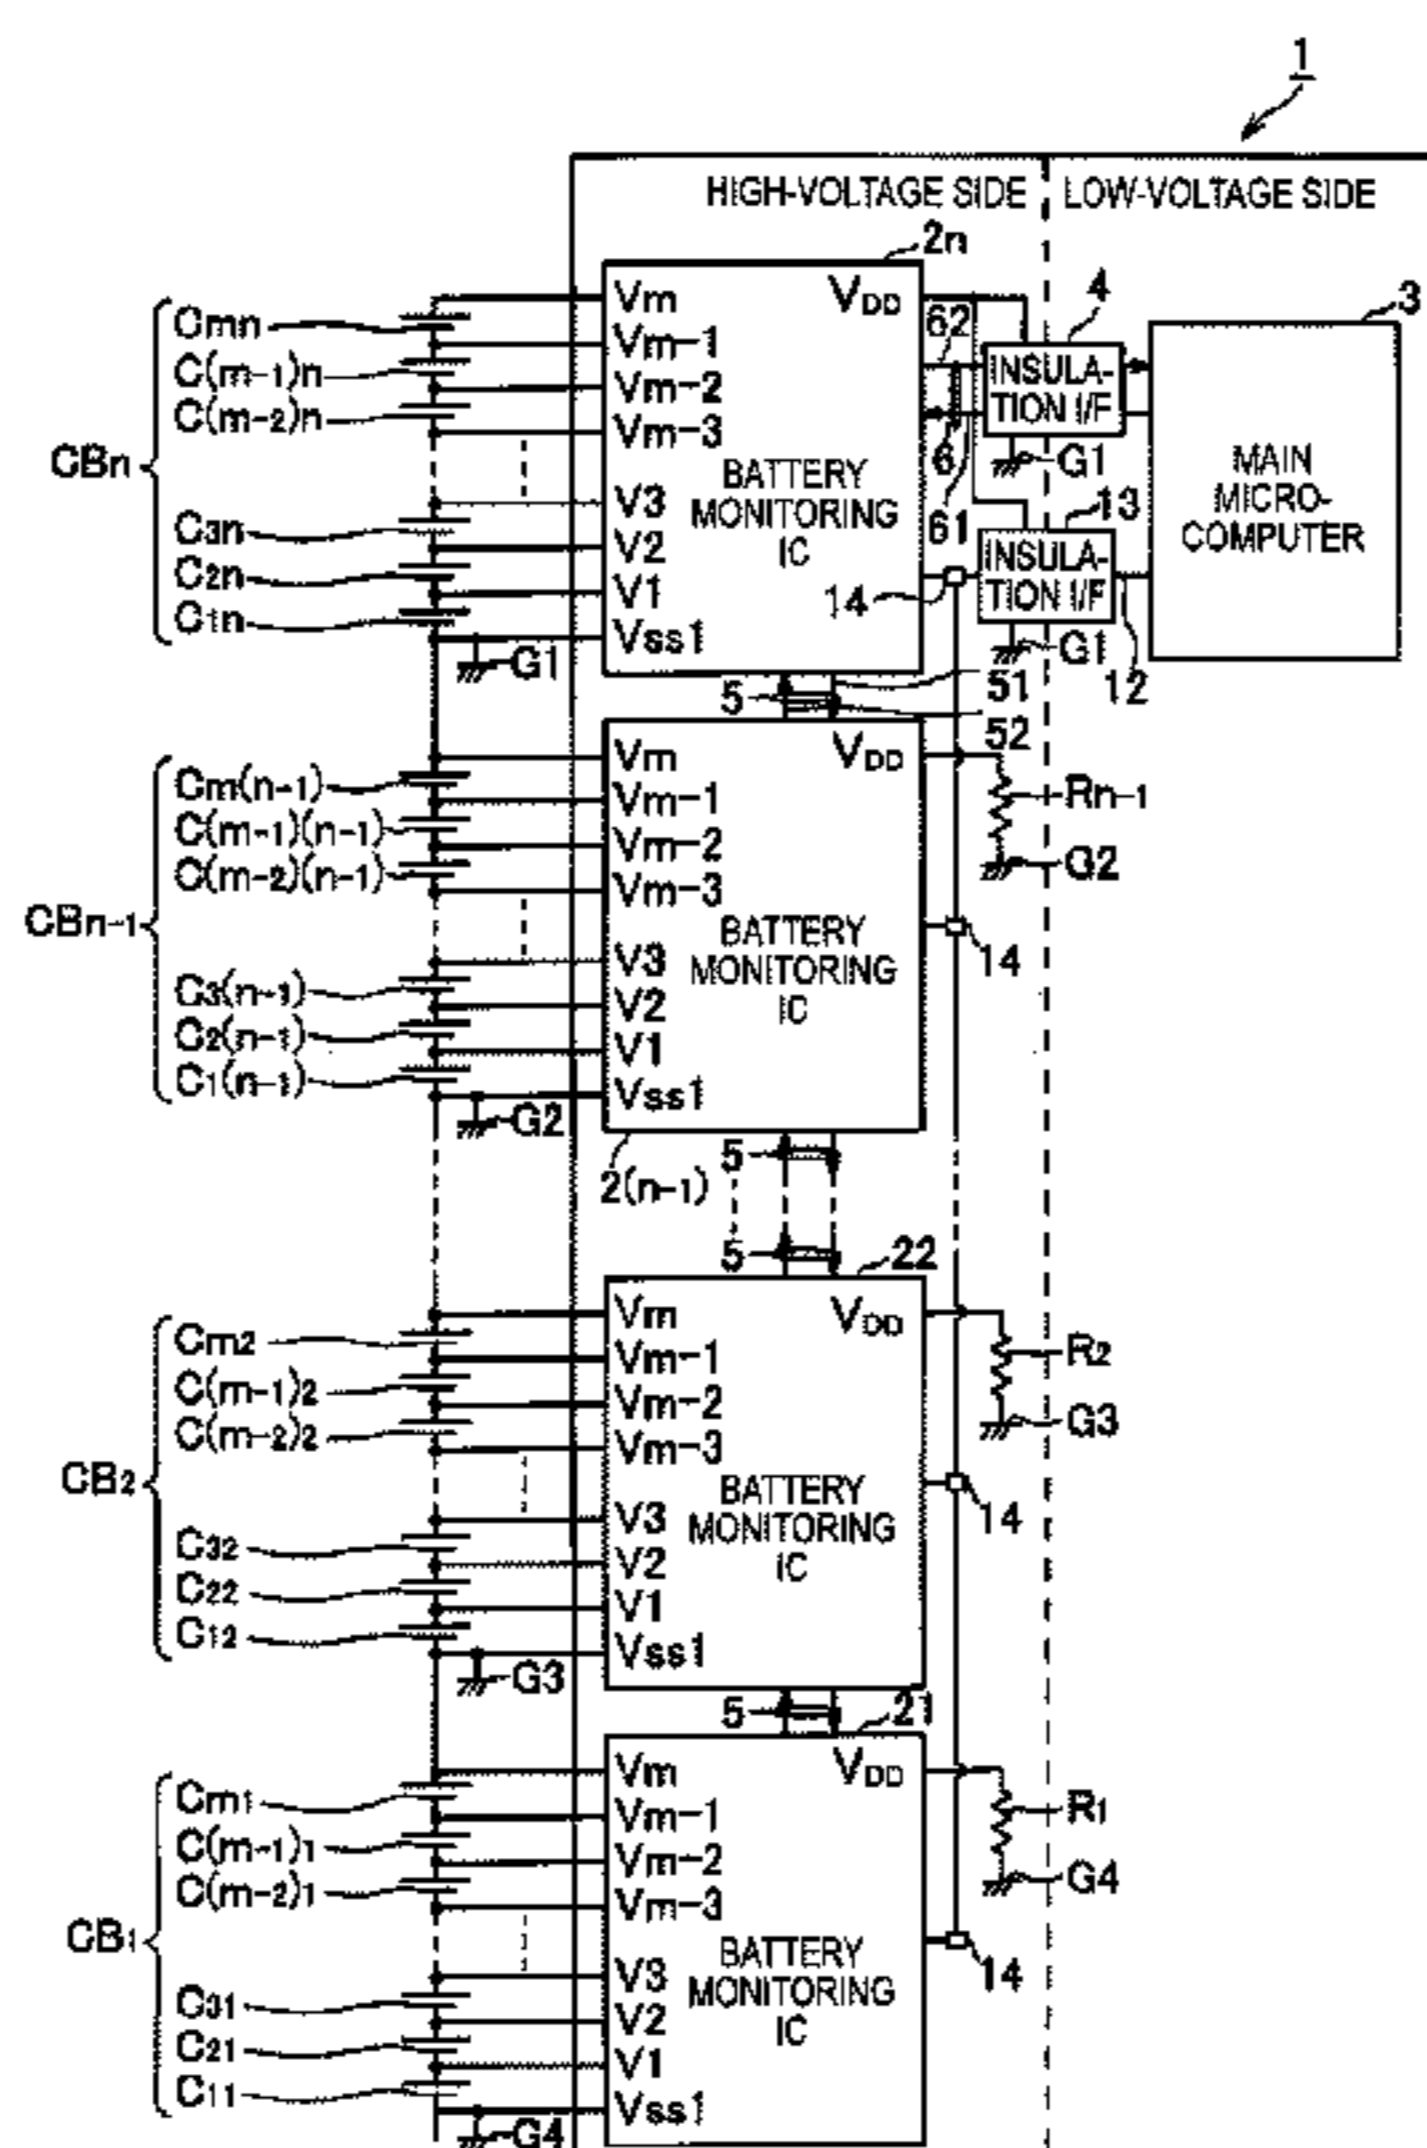 1
HIGH-VOLTAGE SIDE
LOW-VOLTAGE SIDE
2n
CBn
Cmn
C(m-1)n
C(m-2)n
C3n
C2n
C1n
Vm
Vm-1
Vm-2
Vm-3
V3
V2
V1
Vss1
VDD
BATTERY
MONITORING
IC
G1
62
6
61
4
INSULA-
TION I/F
G1
13
INSULA-
TION I/F
G1
14
12
3
MAIN
MICRO-
COMPUTER
5
51
52
CBn-1
Cm(n-1)
C(m-1)(n-1)
C(m-2)(n-1)
C3(n-1)
C2(n-1)
C1(n-1)
Vm
Vm-1
Vm-2
Vm-3
V3
V2
V1
Vss1
VDD
BATTERY
MONITORING
IC
G2
Rn-1
G2
14
2(n-1)
5
5
22
CB2
Cm2
C(m-1)2
C(m-2)2
C32
C22
C12
Vm
Vm-1
Vm-2
Vm-3
V3
V2
V1
Vss1
VDD
BATTERY
MONITORING
IC
G3
R2
G3
14
5
21
CB1
Cm1
C(m-1)1
C(m-2)1
C31
C21
C11
Vm
Vm-1
Vm-2
Vm-3
V3
V2
V1
Vss1
VDD
BATTERY
MONITORING
IC
G4
R1
G4
14